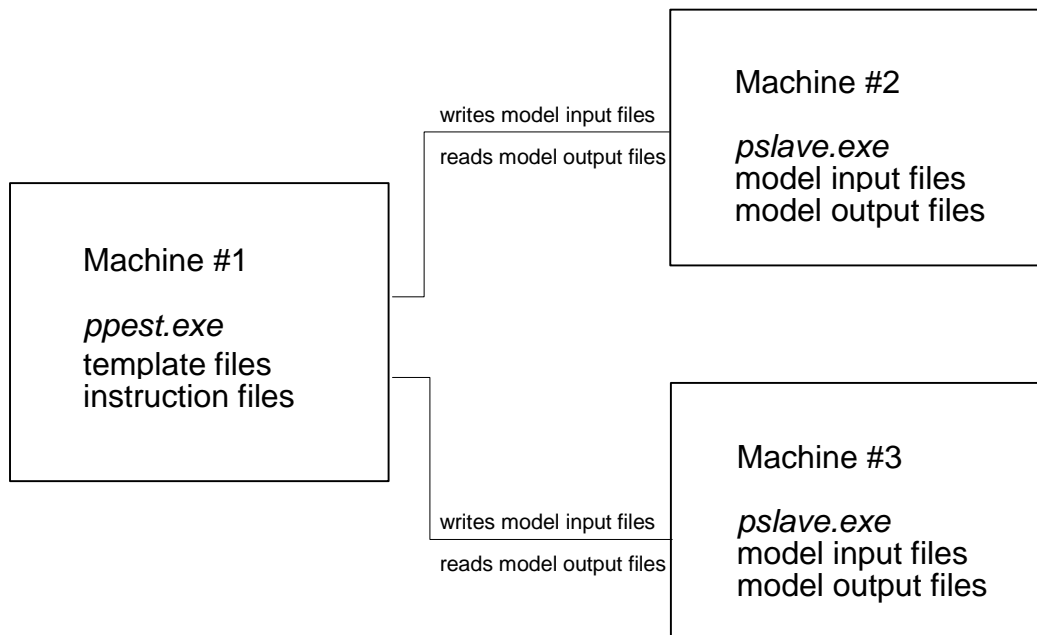 Machine #2
writes model input files
reads model output files
pslave.exe
model input files
model output files
Machine #1
ppest.exe
template files
instruction files
Machine #3
writes model input files
reads model output files
pslave.exe
model input files
model output files